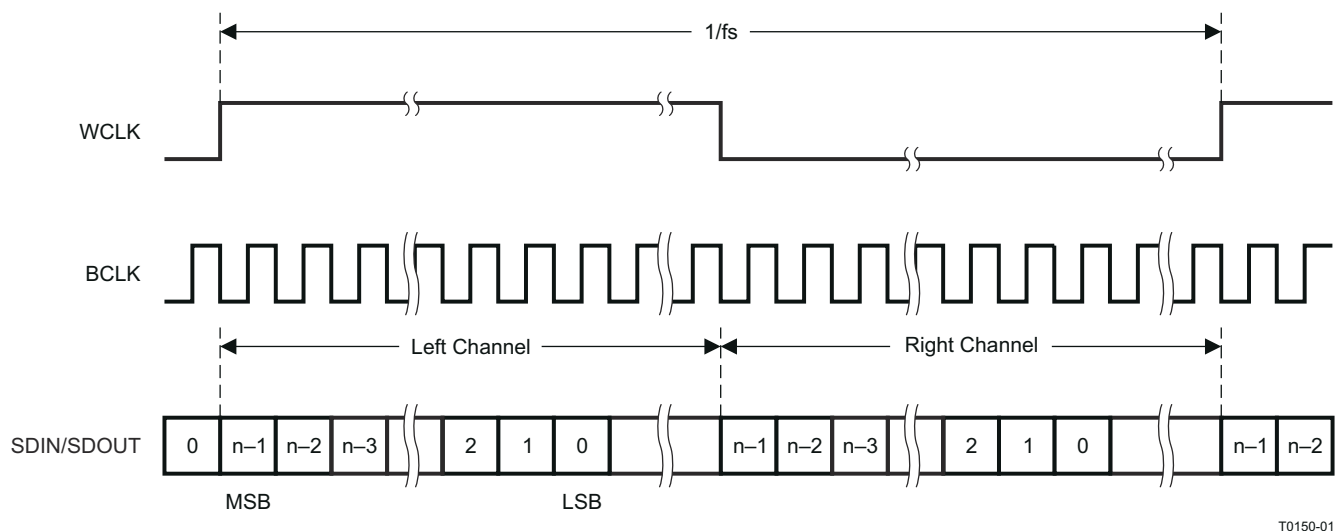 1/fs
WCLK
BCLK
Left Channel Right Channel
SDIN/SDOUT 0 n–1 n–2 n–3 2 1 0 n–1 n–2 n–3 2 1 0 n–1 n–2
MSB LSB
T0150-01